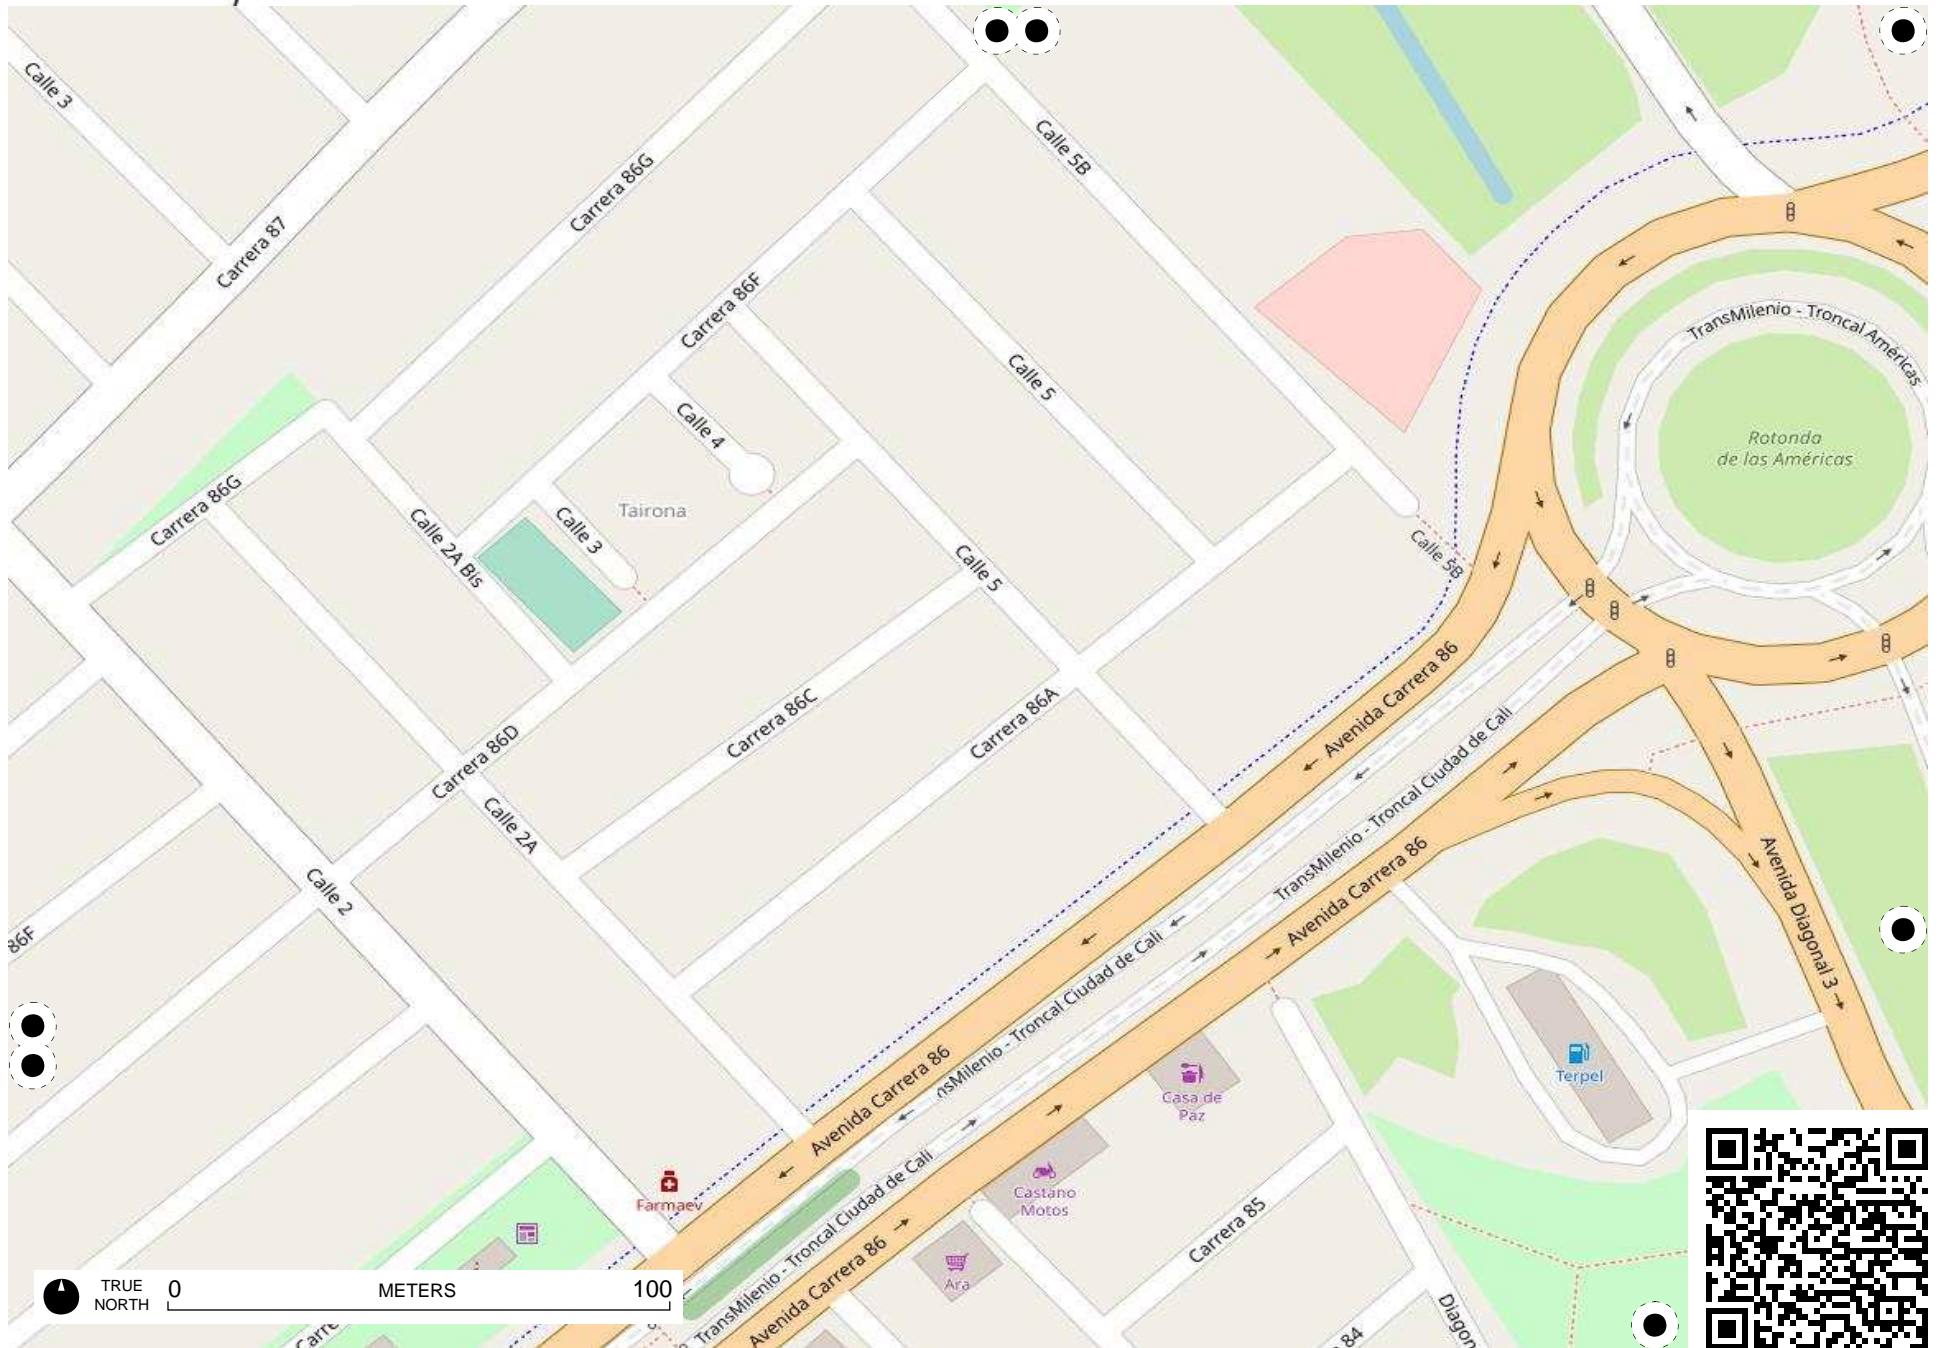 Calle 3
Carrera 87
Carrera 86G
Calle 5B
Carrera 86F
Calle 5
Calle 4
TransMilenio - Troncal Américas
Rotonda
de las Américas
Carrera 86G
Calle 2A Bis
Calle 3
Tairona
Calle 5
Calle 5B
Carrera 86D
Carrera 86C
Carrera 86A
Avenida Carrera 86
TransMilenio - Troncal Ciudad de Cali
Calle 2A
Calle 2
86F
Avenida Carrera 86
Avenida Diagonal 3
nsMilenio - Troncal Ciudad de Cali
Avenida Carrera 86
Terpel
Casa de
Paz
Castano
Motos
Farmaev
TransMilenio - Troncal Ciudad de Cali
Avenida Carrera 86
Ara
Carrera 85
Diagon
84
Carre
TRUE
NORTH
0 METERS 100